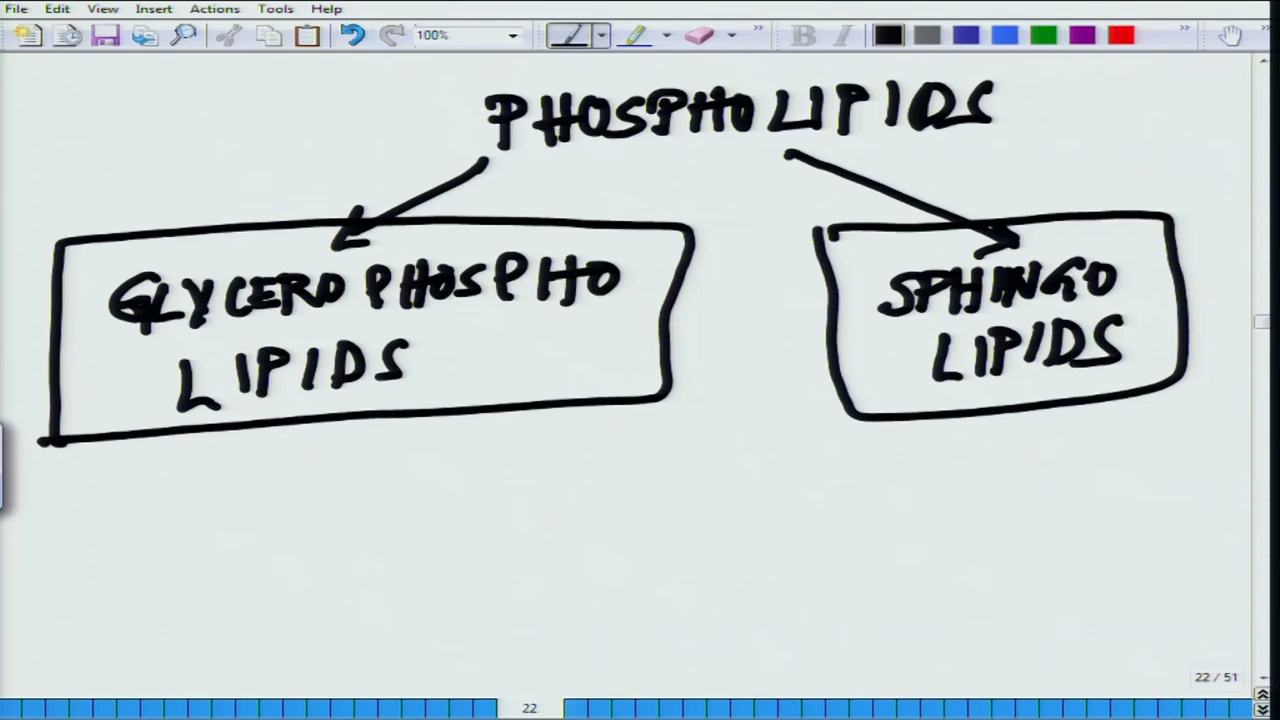 File Edit View Insert Actions Tools Help
100%
PHOSPHOLIPIDS
GLYCEROPHOSPHO
LIPIDS
SPHINGO
LIPIDS
22 / 51
22